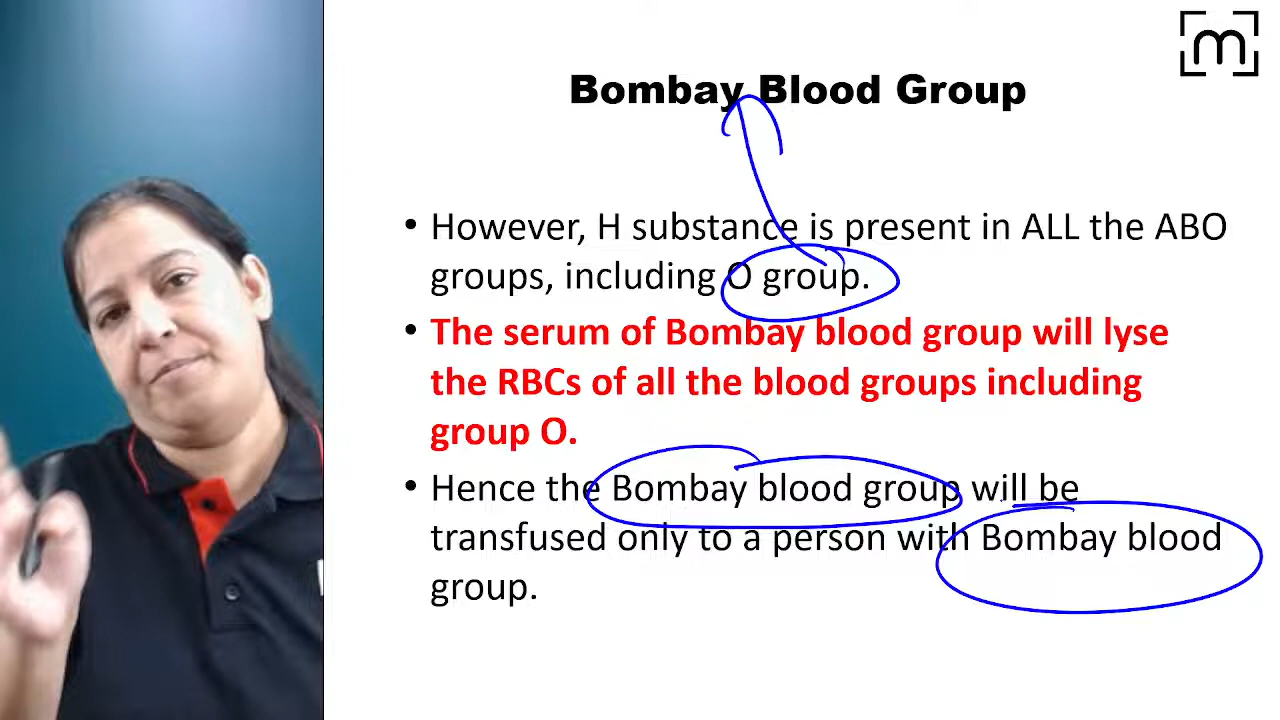 m
Bombay Blood Group
• However, H substance is present in ALL the ABO
groups, including O group.
• The serum of Bombay blood group will lyse
the RBCs of all the blood groups including
group O.
• Hence the Bombay blood group will be
transfused only to a person with Bombay blood
group.